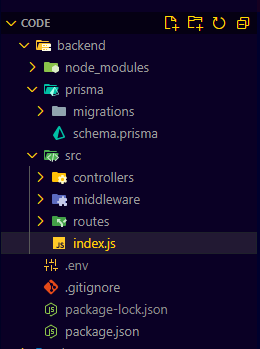 CODE
backend
node_modules
prisma
migrations
schema.prisma
src
controllers
middleware
routes
JS index.js
.env
.gitignore
package-lock.json
package.json